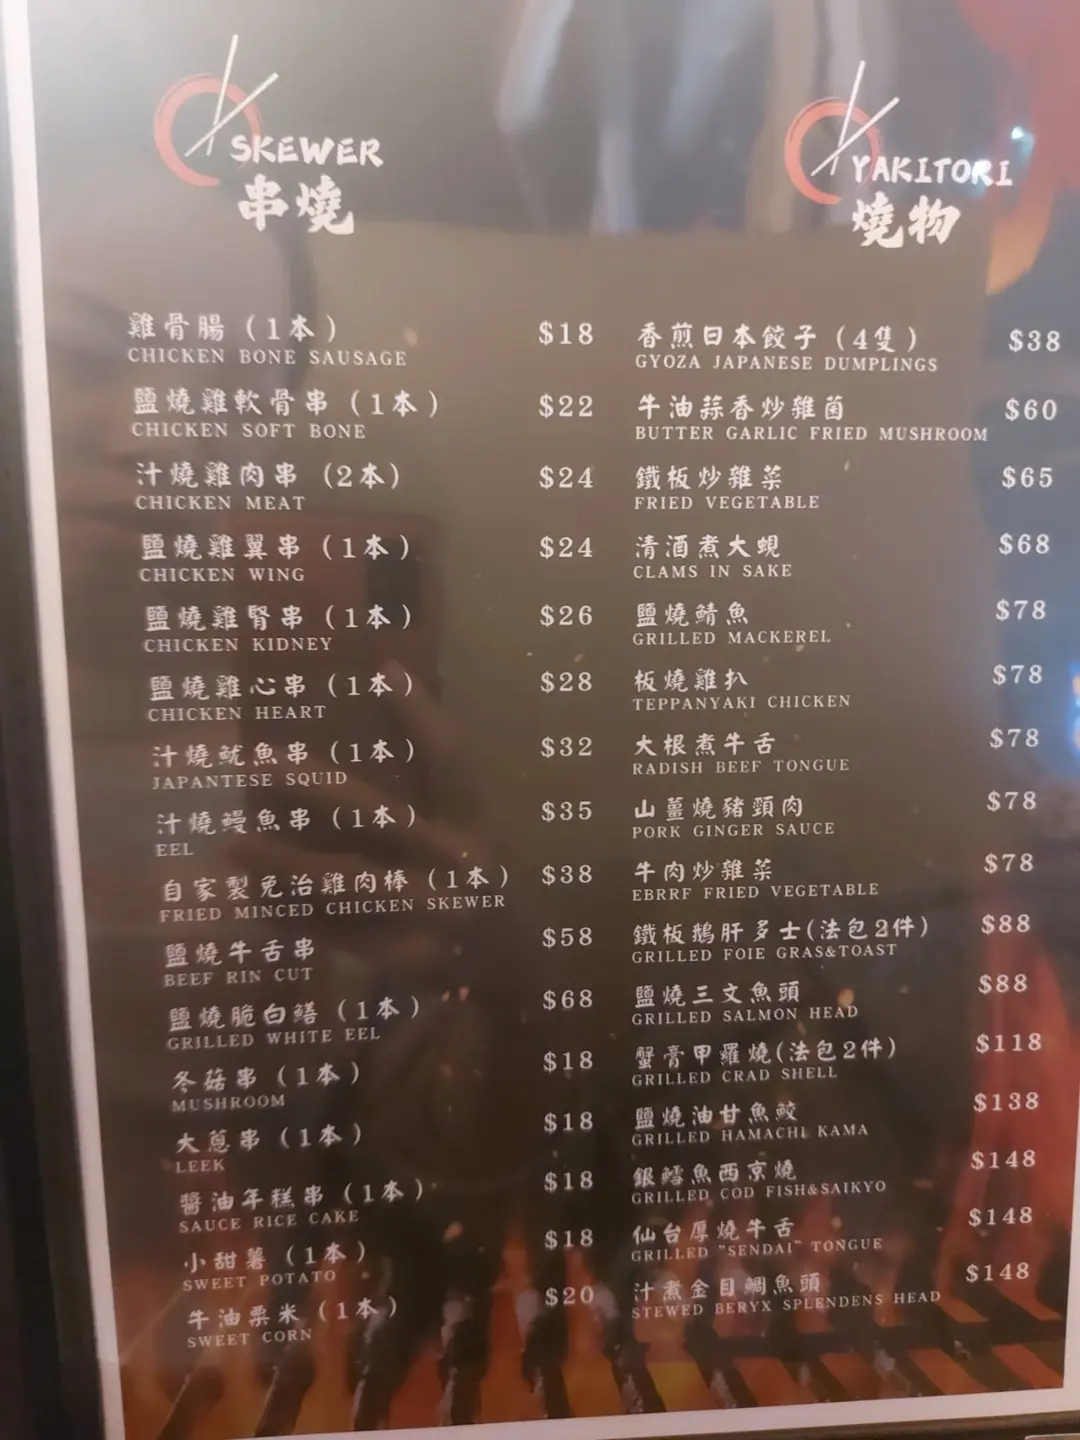 SKEWER
串燒
雞骨腸（1本） $18
CHICKEN BONE SAUSAGE
鹽燒雞軟骨串（1本） $22
CHICKEN SOFT BONE
汁燒雞肉串（2本） $24
CHICKEN MEAT
鹽燒雞翼串（1本） $24
CHICKEN WING
鹽燒雞腎串（1本） $26
CHICKEN KIDNEY
鹽燒雞心串（1本） $28
CHICKEN HEART
汁燒魷魚串（1本） $32
JAPANTESE SQUID
汁燒鰻魚串（1本） $35
EEL
自家製免治雞肉棒（1本） $38
FRIED MINCED CHICKEN SKEWER
鹽燒牛舌串 $58
BEEF RIN CUT
鹽燒脆白鱔（1本） $68
GRILLED WHITE EEL
冬菇串（1本） $18
MUSHROOM
大蔥串（1本） $18
LEEK
醬油年糕串（1本） $18
SAUCE RICE CAKE
小甜薯（1本） $18
SWEET POTATO
牛油粟米（1本） $20
SWEET CORN
YAKITORI
燒物
香煎日本餃子（4隻） $38
GYOZA JAPANESE DUMPLINGS
牛油蒜香炒雜菌 $60
BUTTER GARLIC FRIED MUSHROOM
鐵板炒雜菜 $65
FRIED VEGETABLE
清酒煮大蜆 $68
CLAMS IN SAKE
鹽燒鯖魚 $78
GRILLED MACKEREL
板燒雞扒 $78
TEPPANYAKI CHICKEN
大根煮牛舌 $78
RADISH BEEF TONGUE
山薑燒豬頸肉 $78
PORK GINGER SAUCE
牛肉炒雜菜 $78
EBRRF FRIED VEGETABLE
鐵板鵝肝多士(法包2件) $88
GRILLED FOIE GRAS&TOAST
鹽燒三文魚頭 $88
GRILLED SALMON HEAD
蟹膏甲羅燒(法包2件) $118
GRILLED CRAD SHELL
鹽燒油甘魚鮫 $138
GRILLED HAMACHI KAMA
銀鱈魚西京燒 $148
GRILLED COD FISH&SAIKYO
仙台厚燒牛舌 $148
GRILLED "SENDAI" TONGUE
汁煮金目鯛魚頭 $148
STEWED BERYX SPLENDENS HEAD